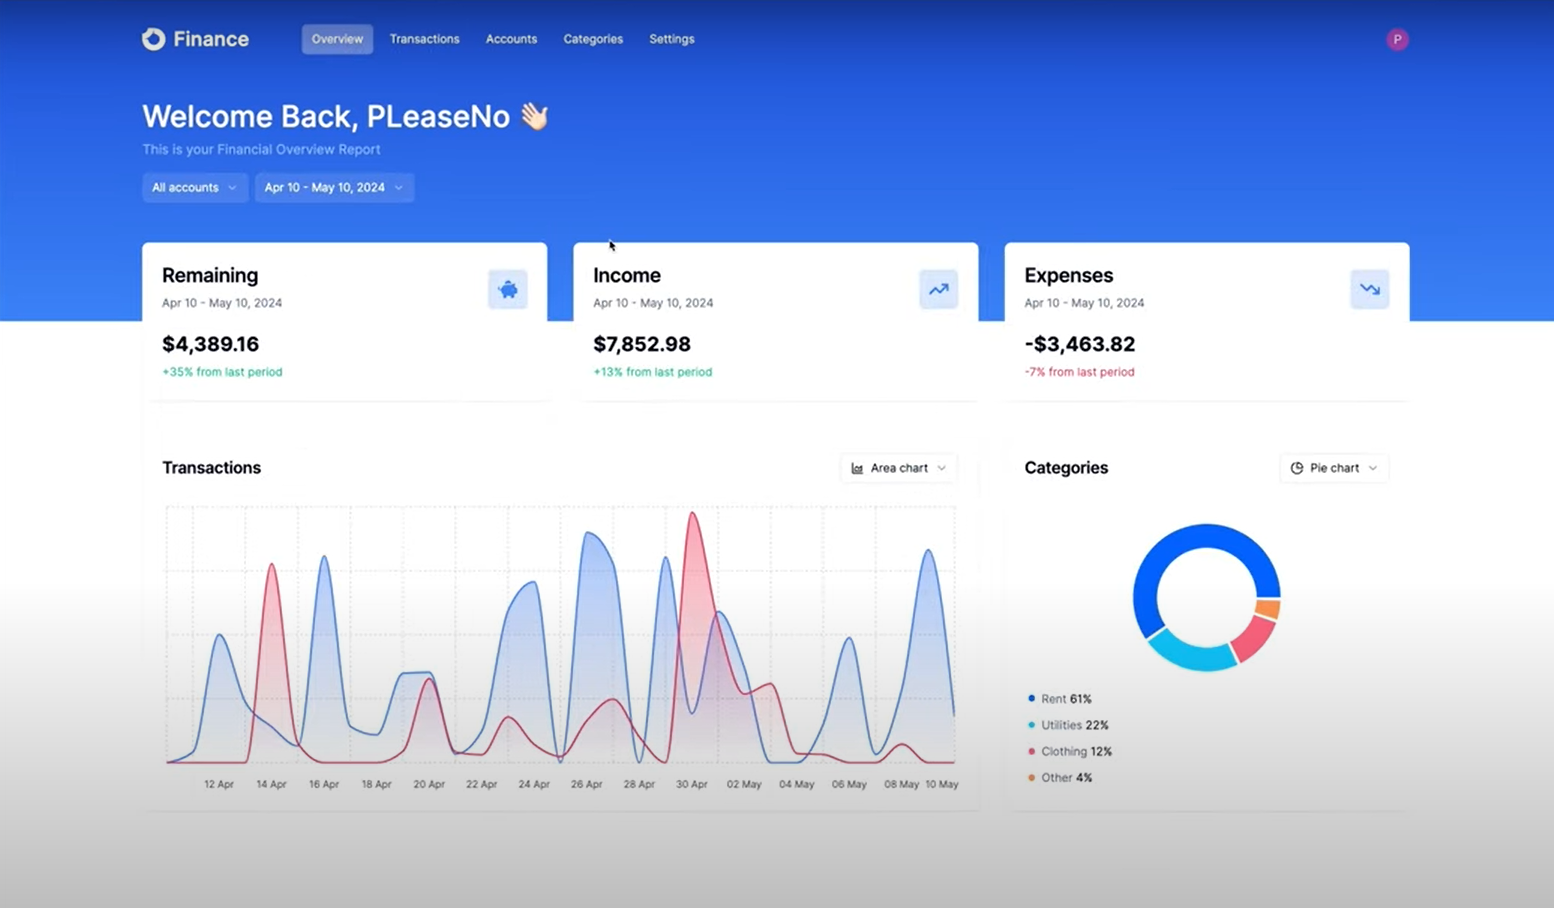 Finance
Overview Transactions Accounts Categories Settings
P
Welcome Back, PLeaseNo 👋🏻
This is your Financial Overview Report
All accounts
Apr 10 - May 10, 2024
Remaining
Apr 10 - May 10, 2024
$4,389.16
+35% from last period
Income
Apr 10 - May 10, 2024
$7,852.98
+13% from last period
Expenses
Apr 10 - May 10, 2024
-$3,463.82
-7% from last period
Transactions
Area chart
12 Apr 14 Apr 16 Apr 18 Apr 20 Apr 22 Apr 24 Apr 26 Apr 28 Apr 30 Apr 02 May 04 May 06 May 08 May 10 May
Categories
Pie chart
Rent 61%
Utilities 22%
Clothing 12%
Other 4%